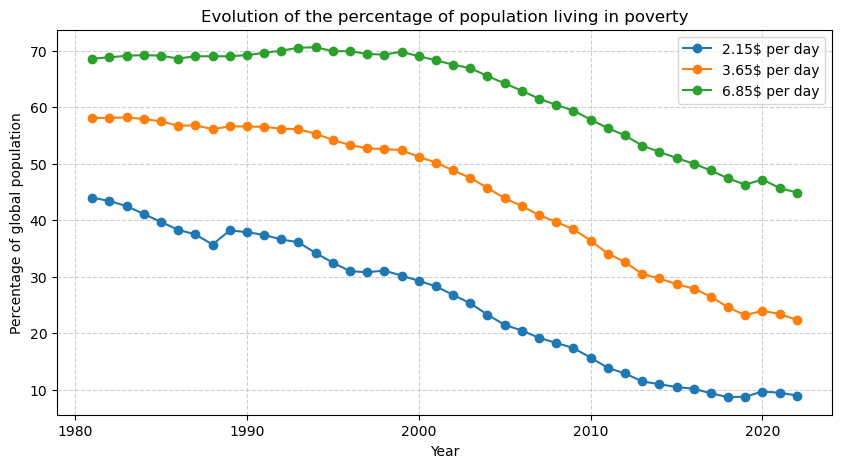 Evolution of the percentage of population living in poverty
2.15$ per day
3.65$ per day
6.85$ per day
Percentage of global population
70
60
50
40
30
20
10
1980
1990
2000
2010
2020
Year